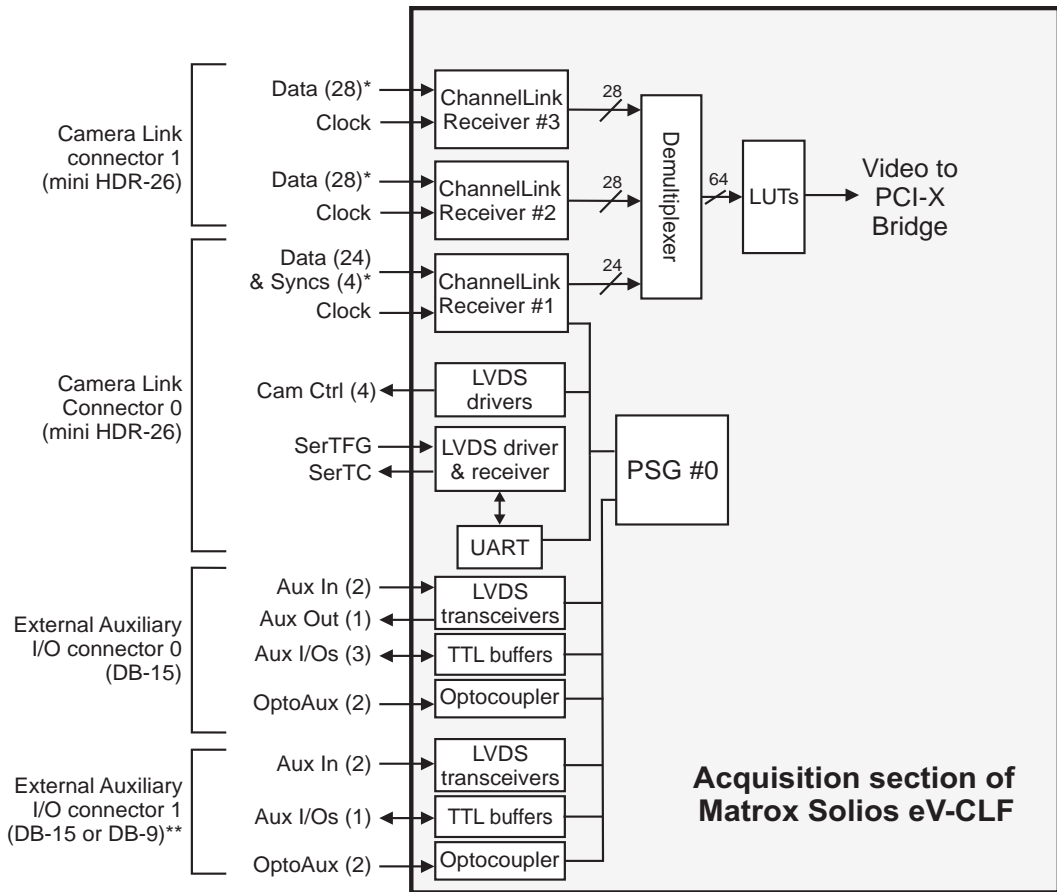 Camera Link
connector 1
(mini HDR-26)
Data (28)*
Clock
ChannelLink
Receiver #3
28
Data (28)*
Clock
ChannelLink
Receiver #2
28
Data (24)
& Syncs (4)*
Clock
ChannelLink
Receiver #1
24
Demultiplexer
64
LUTs
Video to
PCI-X
Bridge
Camera Link
Connector 0
(mini HDR-26)
Cam Ctrl (4)
LVDS
drivers
SerTFG
SerTC
LVDS driver
& receiver
UART
PSG #0
External Auxiliary
I/O connector 0
(DB-15)
Aux In (2)
Aux Out (1)
LVDS
transceivers
Aux I/Os (3)
TTL buffers
OptoAux (2)
Optocoupler
External Auxiliary
I/O connector 1
(DB-15 or DB-9)**
Aux In (2)
LVDS
transceivers
Aux I/Os (1)
TTL buffers
OptoAux (2)
Optocoupler
Acquisition section of
Matrox Solios eV-CLF